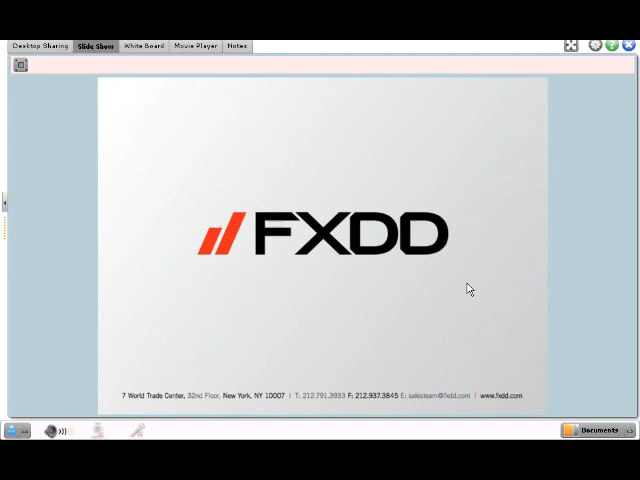 Desktop Sharing Slide Show White Board Movie Player Notes
FXDD
7 World Trade Center, 32nd Floor, New York, NY 10007 | T: 212.791.3933 F: 212.937.3845 E: salesteam@fxdd.com | www.fxdd.com
Documents